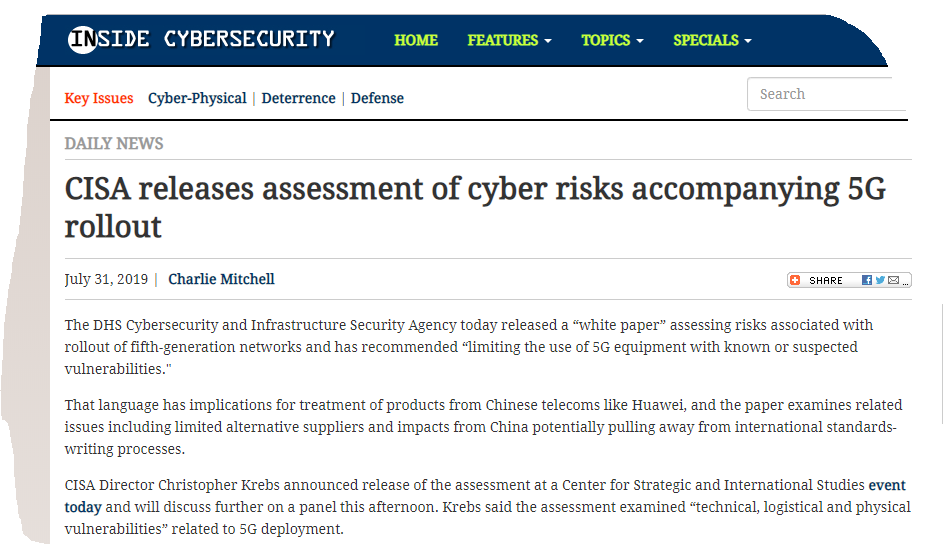 INSIDE CYBERSECURITY HOME FEATURES TOPICS SPECIALS
Key Issues Cyber-Physical | Deterrence | Defense Search
DAILY NEWS
CISA releases assessment of cyber risks accompanying 5G
rollout
July 31, 2019 | Charlie Mitchell SHARE ...
The DHS Cybersecurity and Infrastructure Security Agency today released a “white paper” assessing risks associated with
rollout of fifth-generation networks and has recommended “limiting the use of 5G equipment with known or suspected
vulnerabilities."
That language has implications for treatment of products from Chinese telecoms like Huawei, and the paper examines related
issues including limited alternative suppliers and impacts from China potentially pulling away from international standards-
writing processes.
CISA Director Christopher Krebs announced release of the assessment at a Center for Strategic and International Studies event
today and will discuss further on a panel this afternoon. Krebs said the assessment examined “technical, logistical and physical
vulnerabilities” related to 5G deployment.